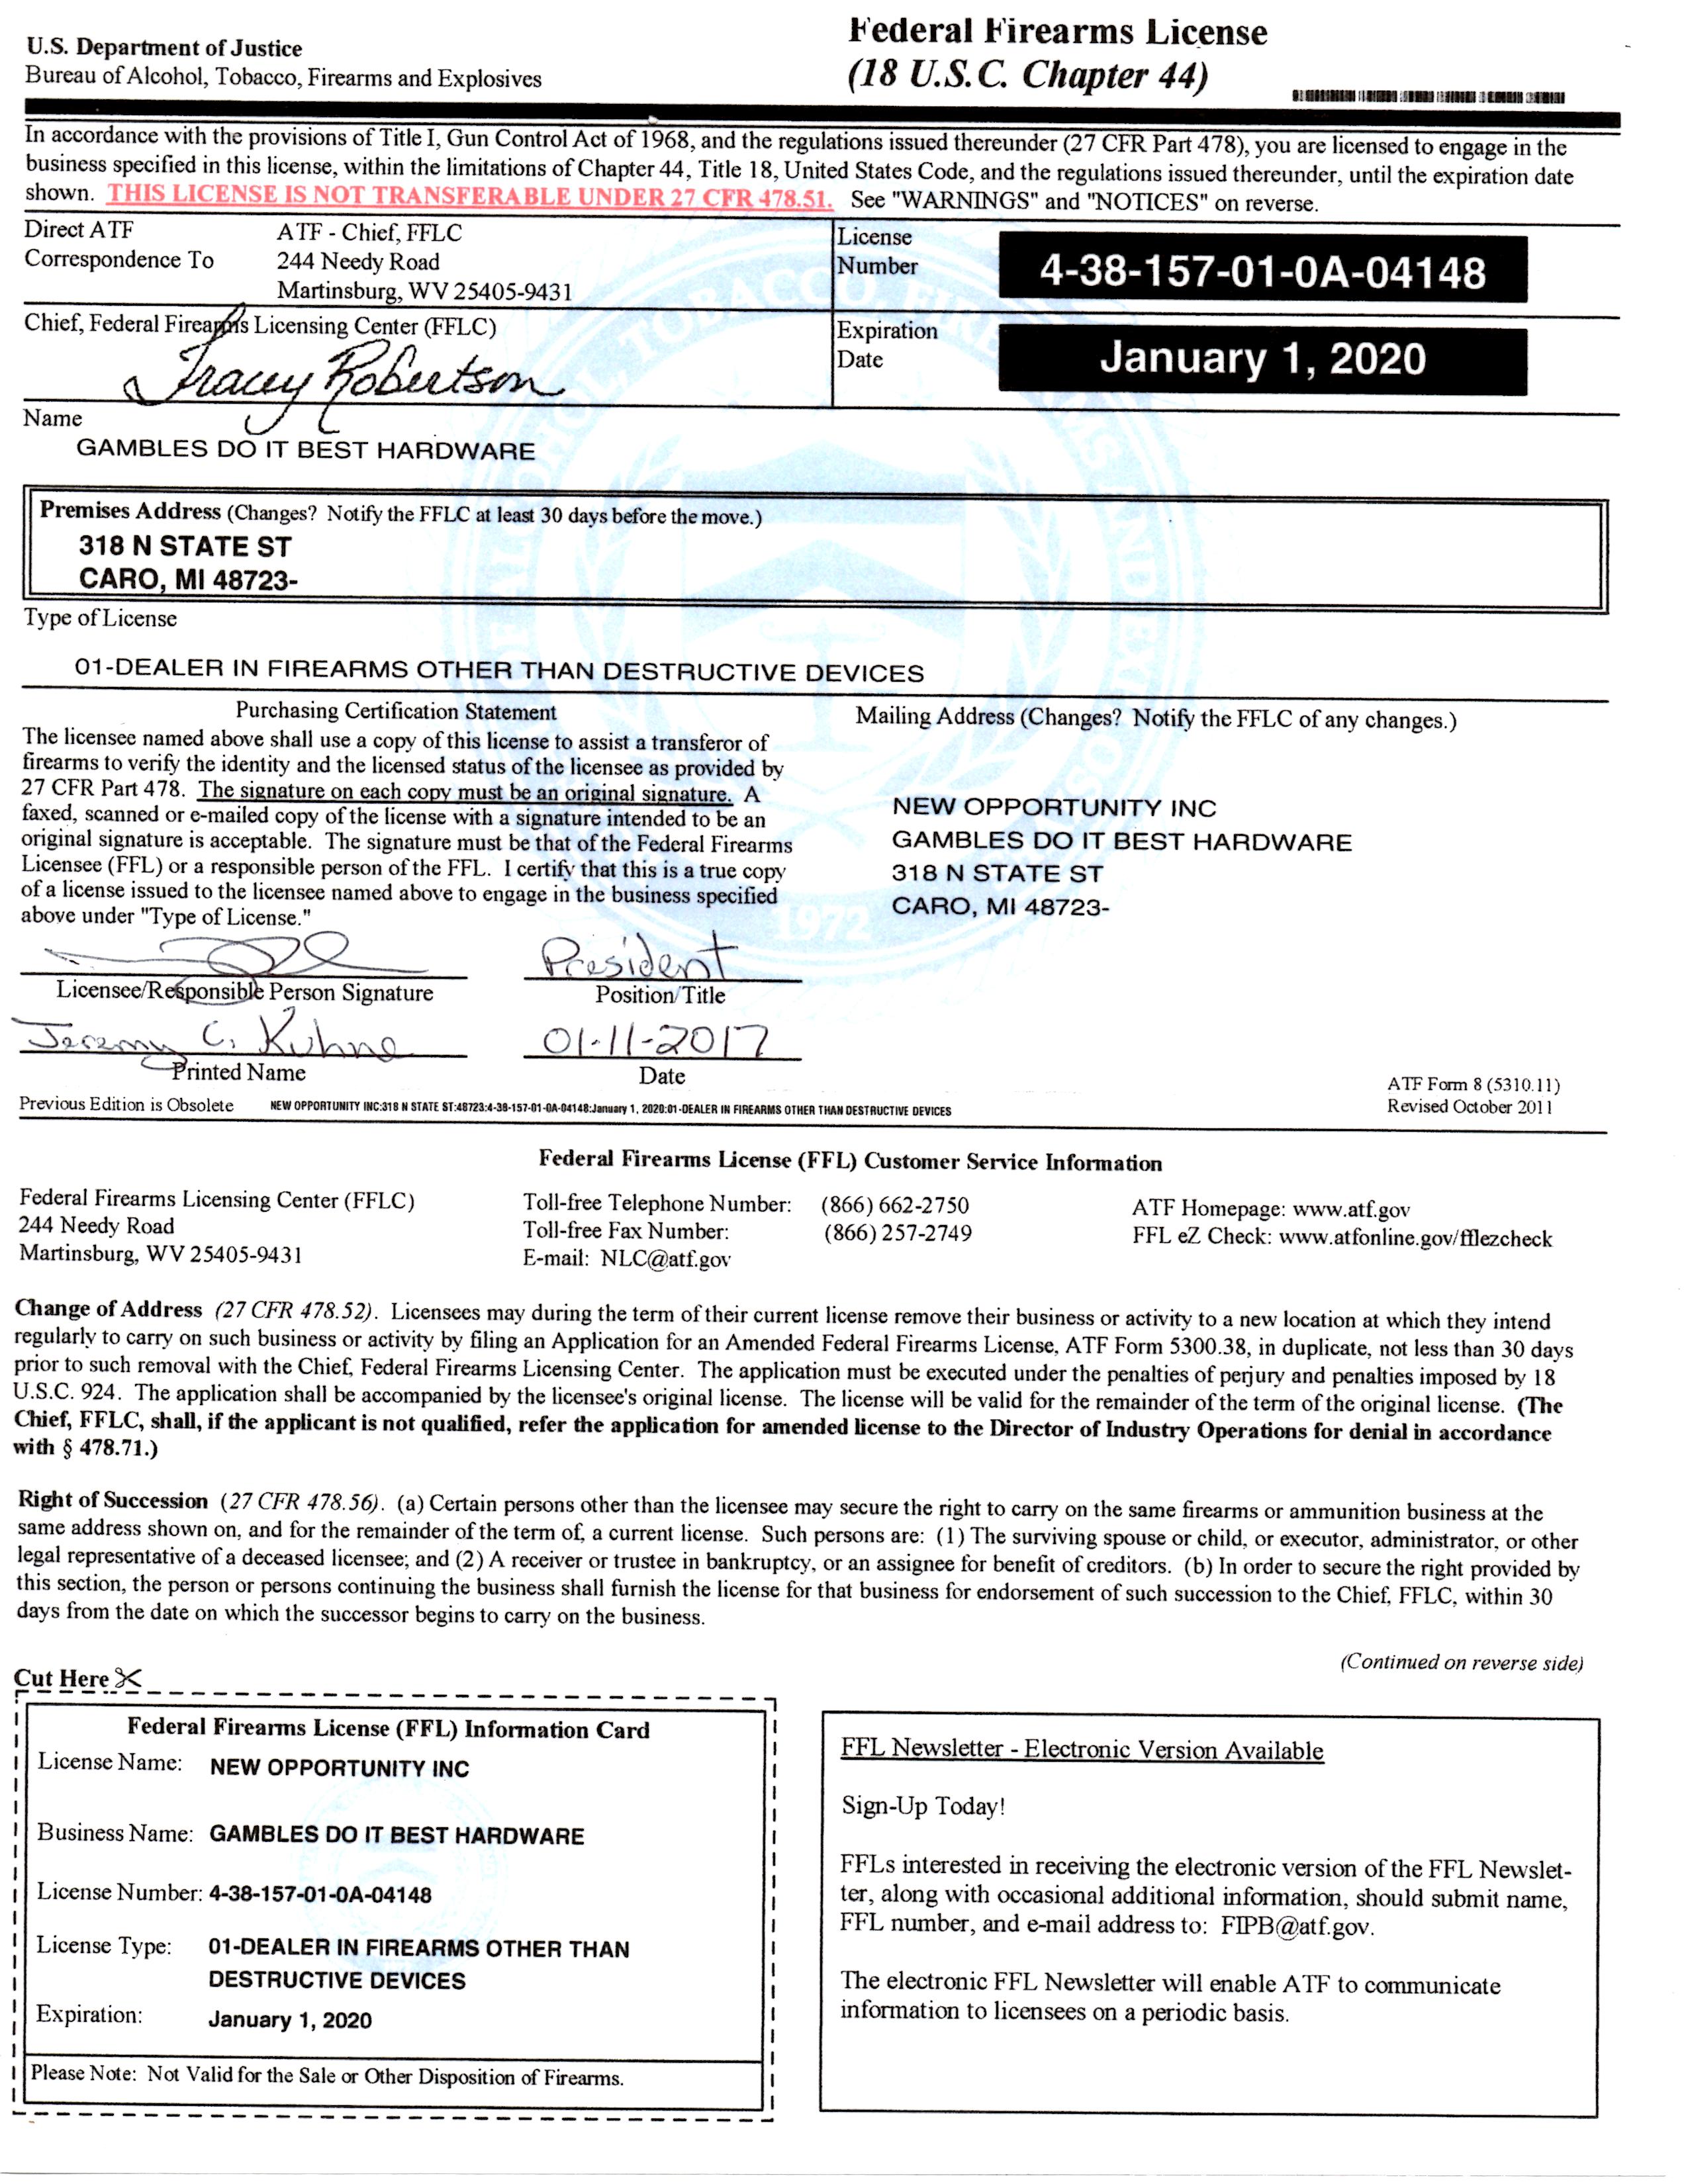 U.S. Department of Justice
Bureau of Alcohol, Tobacco, Firearms and Explosives
Federal Firearms License
(18 U.S.C. Chapter 44)
In accordance with the provisions of Title I, Gun Control Act of 1968, and the regulations issued thereunder (27 CFR Part 478), you are licensed to engage in the
business specified in this license, within the limitations of Chapter 44, Title 18, United States Code, and the regulations issued thereunder, until the expiration date
shown. THIS LICENSE IS NOT TRANSFERABLE UNDER 27 CFR 478.51. See "WARNINGS" and "NOTICES" on reverse.
Direct ATF
Correspondence To
ATF - Chief, FFLC
244 Needy Road
Martinsburg, WV 25405-9431
License
Number
4-38-157-01-0A-04148
Chief, Federal Firearms Licensing Center (FFLC)
Tracey Robertson
Expiration
Date
January 1, 2020
Name
GAMBLES DO IT BEST HARDWARE
Premises Address (Changes? Notify the FFLC at least 30 days before the move.)
318 N STATE ST
CARO, MI 48723-
Type of License
01-DEALER IN FIREARMS OTHER THAN DESTRUCTIVE DEVICES
Purchasing Certification Statement
The licensee named above shall use a copy of this license to assist a transferor of
firearms to verify the identity and the licensed status of the licensee as provided by
27 CFR Part 478. The signature on each copy must be an original signature. A
faxed, scanned or e-mailed copy of the license with a signature intended to be an
original signature is acceptable. The signature must be that of the Federal Firearms
Licensee (FFL) or a responsible person of the FFL. I certify that this is a true copy
of a license issued to the licensee named above to engage in the business specified
above under "Type of License."
Mailing Address (Changes? Notify the FFLC of any changes.)
NEW OPPORTUNITY INC
GAMBLES DO IT BEST HARDWARE
318 N STATE ST
CARO, MI 48723-
1972
President
Licensee/Responsible Person Signature
Position/Title
Jeremy C. Kuhne
01-11-2017
Printed Name
Date
ATF Form 8 (5310.11)
Revised October 2011
Previous Edition is Obsolete
NEW OPPORTUNITY INC:318 N STATE ST:48723:4-38-157-01-0A-04148:January 1, 2020:01-DEALER IN FIREARMS OTHER THAN DESTRUCTIVE DEVICES
Federal Firearms License (FFL) Customer Service Information
Federal Firearms Licensing Center (FFLC)
244 Needy Road
Martinsburg, WV 25405-9431
Toll-free Telephone Number: (866) 662-2750
Toll-free Fax Number: (866) 257-2749
E-mail: NLC@atf.gov
ATF Homepage: www.atf.gov
FFL eZ Check: www.atfonline.gov/fflezcheck
Change of Address (27 CFR 478.52). Licensees may during the term of their current license remove their business or activity to a new location at which they intend
regularly to carry on such business or activity by filing an Application for an Amended Federal Firearms License, ATF Form 5300.38, in duplicate, not less than 30 days
prior to such removal with the Chief, Federal Firearms Licensing Center. The application must be executed under the penalties of perjury and penalties imposed by 18
U.S.C. 924. The application shall be accompanied by the licensee's original license. The license will be valid for the remainder of the term of the original license. (The
Chief, FFLC, shall, if the applicant is not qualified, refer the application for amended license to the Director of Industry Operations for denial in accordance
with § 478.71.)
Right of Succession (27 CFR 478.56). (a) Certain persons other than the licensee may secure the right to carry on the same firearms or ammunition business at the
same address shown on, and for the remainder of the term of, a current license. Such persons are: (1) The surviving spouse or child, or executor, administrator, or other
legal representative of a deceased licensee; and (2) A receiver or trustee in bankruptcy, or an assignee for benefit of creditors. (b) In order to secure the right provided by
this section, the person or persons continuing the business shall furnish the license for that business for endorsement of such succession to the Chief, FFLC, within 30
days from the date on which the successor begins to carry on the business.
(Continued on reverse side)
Cut Here
Federal Firearms License (FFL) Information Card
License Name: NEW OPPORTUNITY INC
Business Name: GAMBLES DO IT BEST HARDWARE
License Number: 4-38-157-01-0A-04148
License Type: 01-DEALER IN FIREARMS OTHER THAN
DESTRUCTIVE DEVICES
Expiration: January 1, 2020
Please Note: Not Valid for the Sale or Other Disposition of Firearms.
FFL Newsletter - Electronic Version Available
Sign-Up Today!
FFLs interested in receiving the electronic version of the FFL Newslet-
ter, along with occasional additional information, should submit name,
FFL number, and e-mail address to: FIPB@atf.gov.
The electronic FFL Newsletter will enable ATF to communicate
information to licensees on a periodic basis.